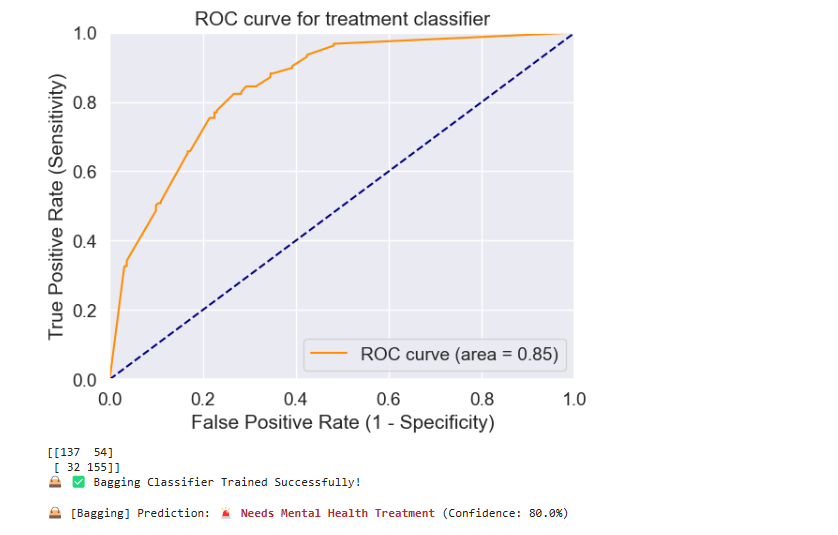 ROC curve for treatment classifier
1.0
0.8
0.6
0.4
0.2
0.0
True Positive Rate (Sensitivity)
ROC curve (area = 0.85)
0.0 0.2 0.4 0.6 0.8 1.0
False Positive Rate (1 - Specificity)
[[137  54]
 [ 32 155]]
👜 ✅ Bagging Classifier Trained Successfully!
👜 [Bagging] Prediction: 🚨 Needs Mental Health Treatment (Confidence: 80.0%)